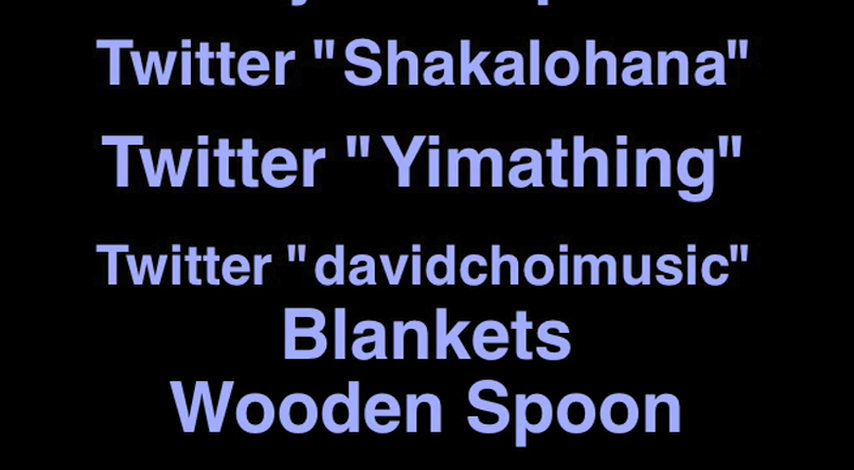 Twitter "Shakalohana"
Twitter "Yimathing"
Twitter "davidchoimusic"
Blankets
Wooden Spoon